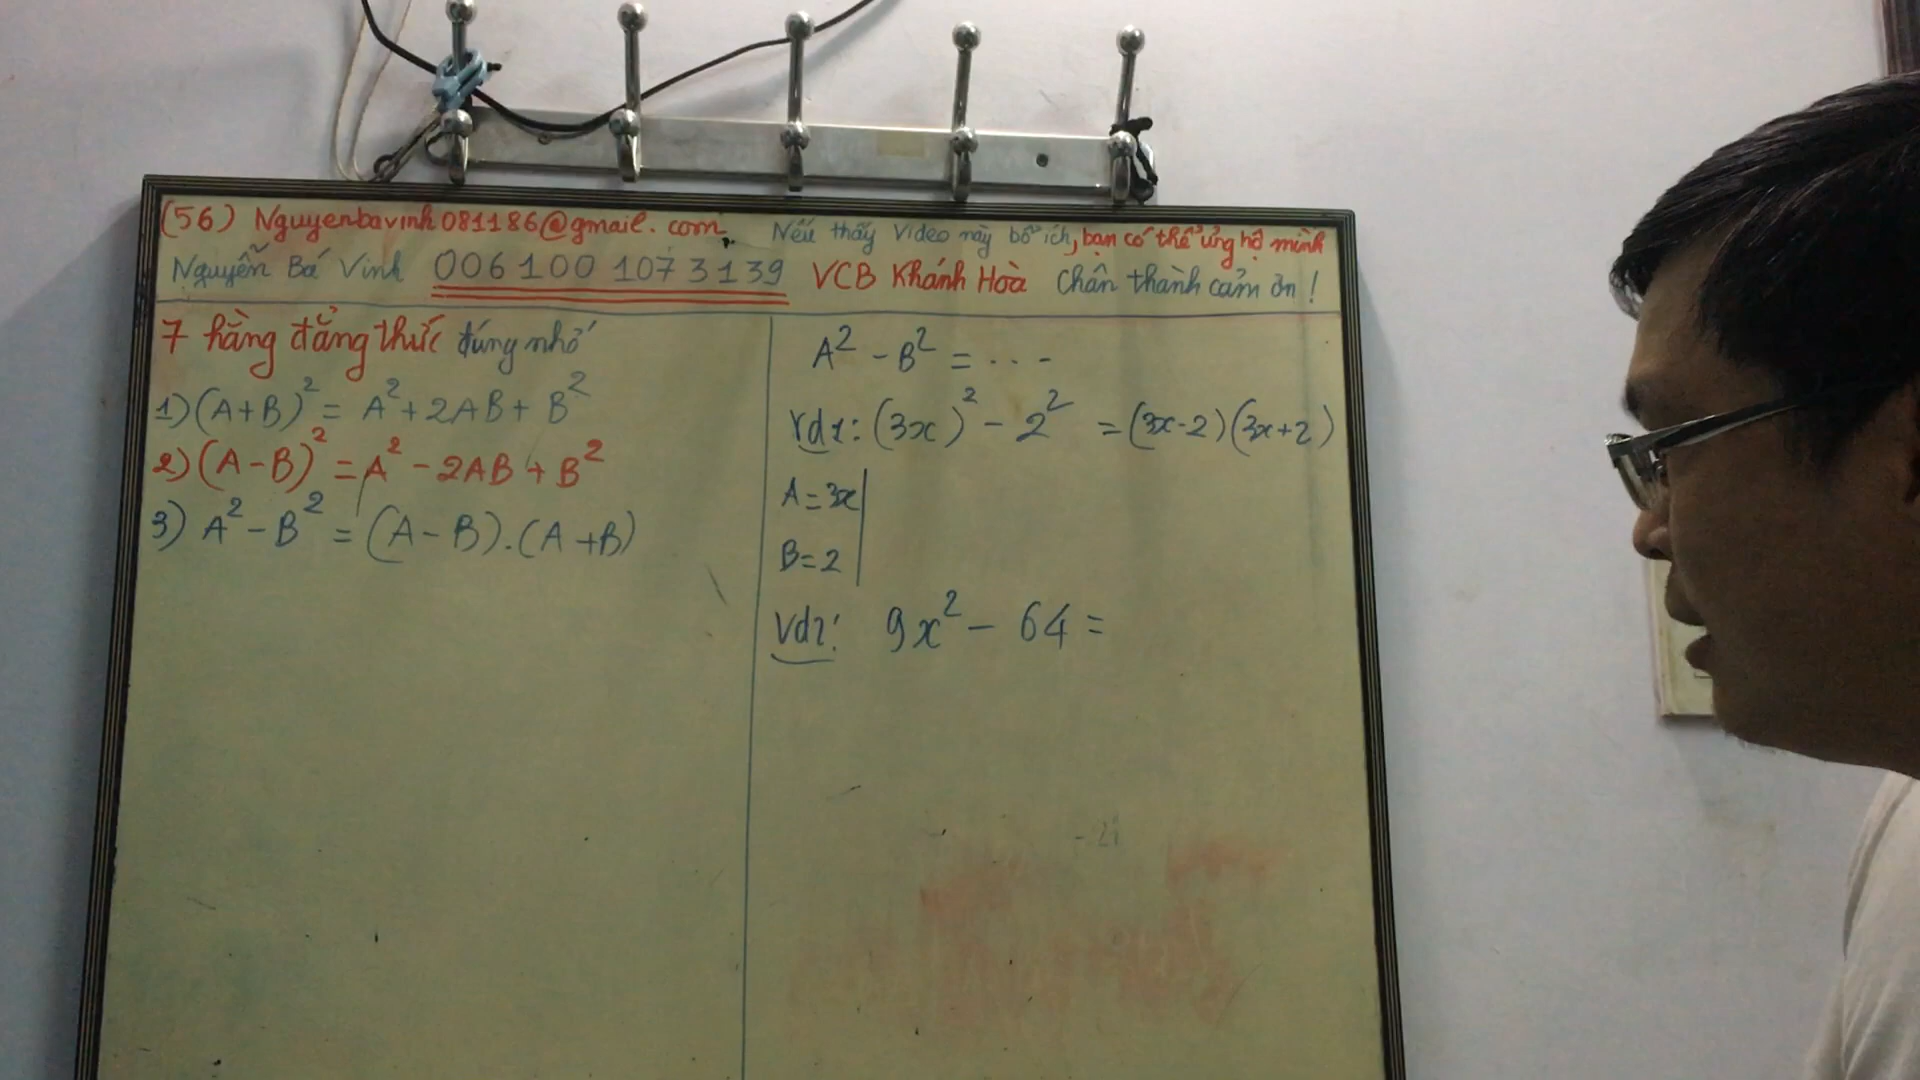 (56) Nguyenbavinh081186@gmail.com. Nếu thấy video này bổ ích, bạn có thể ủng hộ mình
Nguyễn Bá Vinh 006 100 107 3 139 VCB Khánh Hòa Chân thành cảm ơn !
7 hằng đẳng thức đáng nhớ
1) (A+B)² = A² + 2AB + B²
2) (A-B)² = A² - 2AB + B²
3) A² - B² = (A - B).(A + B)
A² - B² = ....
Vd1: (3x)² - 2² = (3x-2)(3x+2)
A = 3x
B = 2
Vd2: 9x² - 64 =